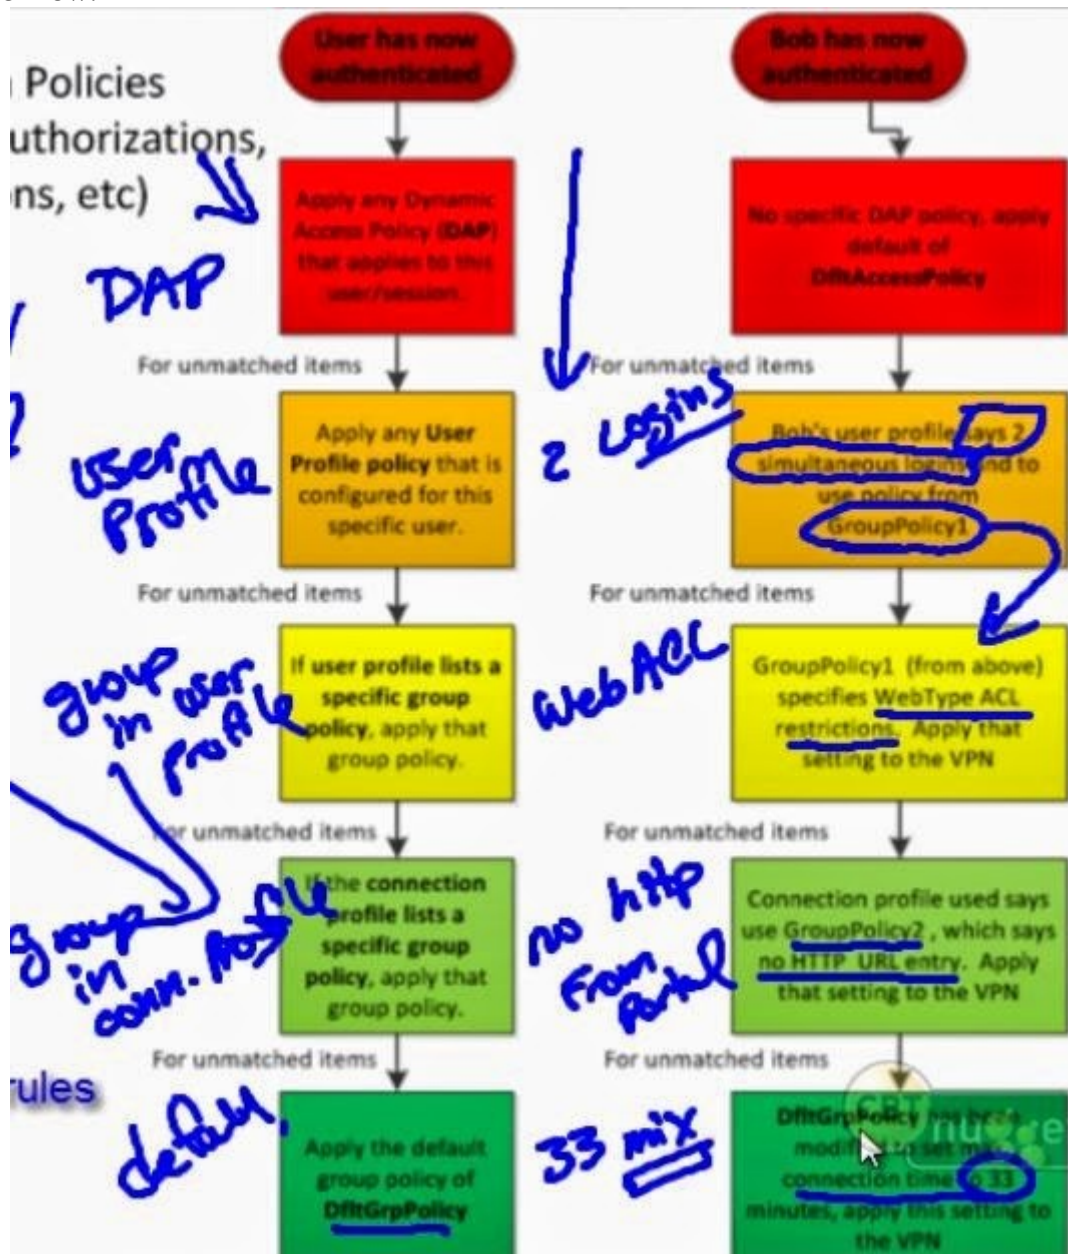 Policies
uthorizations,
ns, etc)
DAP
User
Profile
group
in user
profile
group
in
conn. Profile
rules
default
User has now
authenticated
Apply any Dynamic
Access Policy (DAP)
that applies to this
user/session.
For unmatched items
Apply any User
Profile policy that is
configured for this
specific user.
For unmatched items
If user profile lists a
specific group
policy, apply that
group policy.
For unmatched items
If the connection
profile lists a
specific group
policy, apply that
group policy.
For unmatched items
Apply the default
group policy of
DfltGrpPolicy
2 Logins
WebACL
no http
From
Portal
33 mix
Bob has now
authenticated
No specific DAP policy, apply
default of
DfltAccessPolicy
For unmatched items
Bob's user profile says 2
simultaneous logins and to
use policy from
GroupPolicy1
For unmatched items
GroupPolicy1 (from above)
specifies WebType ACL
restrictions. Apply that
setting to the VPN
For unmatched items
Connection profile used says
use GroupPolicy2 , which says
no HTTP URL entry. Apply
that setting to the VPN
For unmatched items
DfltGrpPolicy has been
modified to set max
connection time to 33
minutes, apply this setting to
the VPN
CBT
nugge